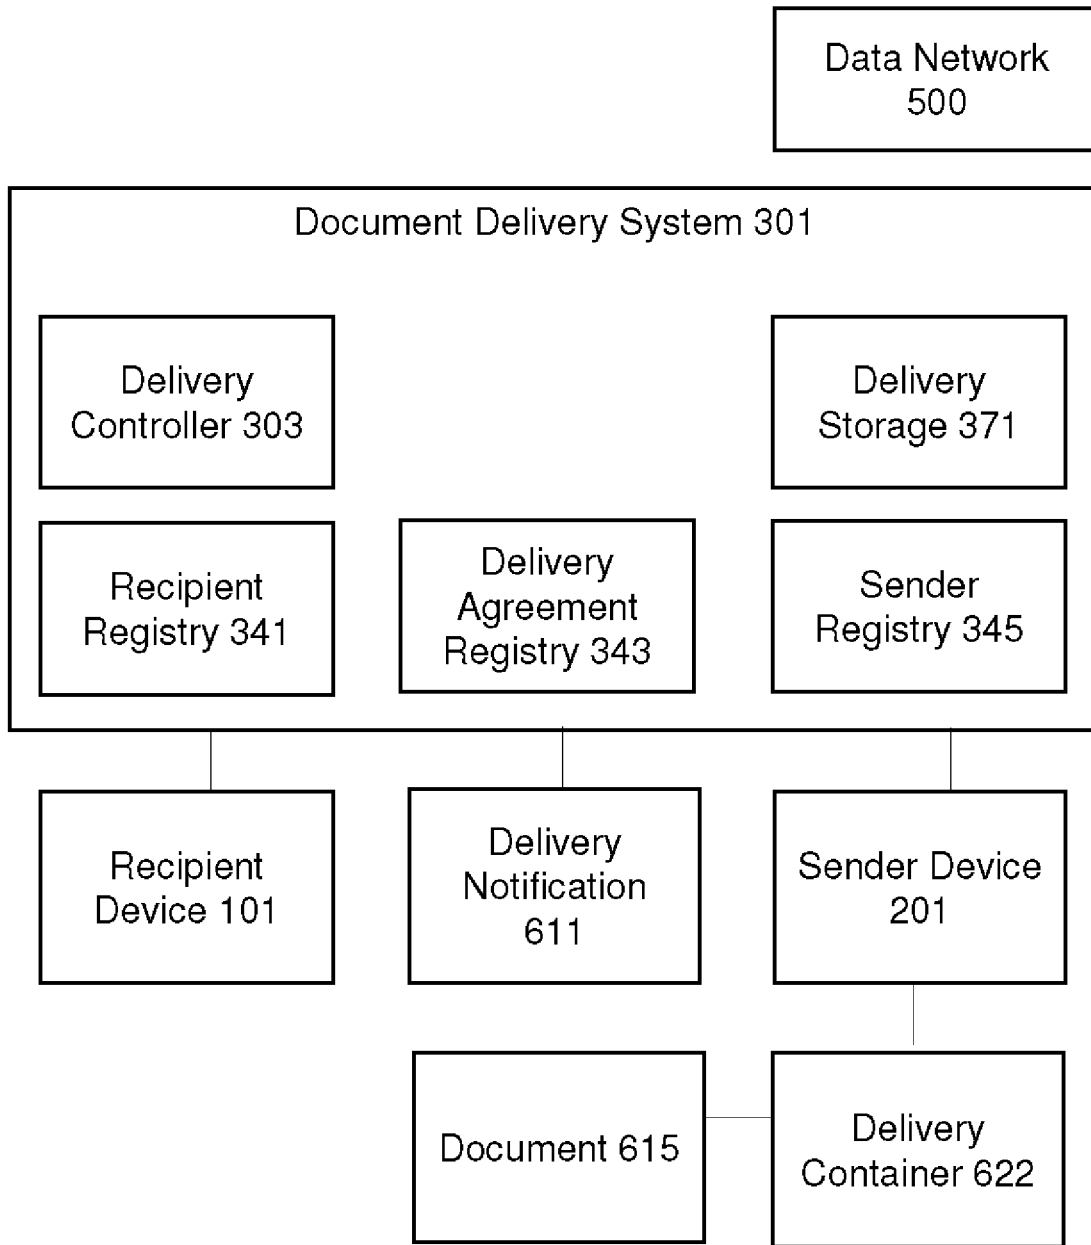 Data Network
500
Document Delivery System 301
Delivery
Controller 303
Delivery
Storage 371
Recipient
Registry 341
Delivery
Agreement
Registry 343
Sender
Registry 345
Recipient
Device 101
Delivery
Notification
611
Sender Device
201
Document 615
Delivery
Container 622